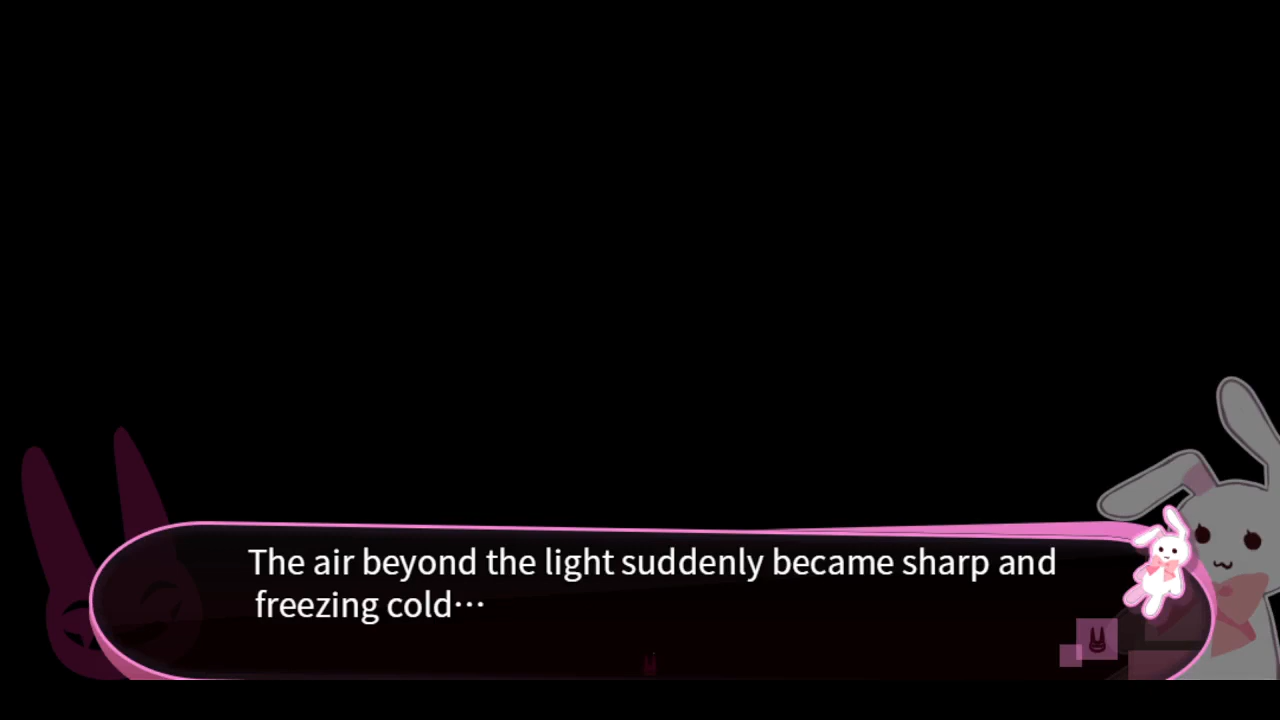 The air beyond the light suddenly became sharp and
freezing cold···